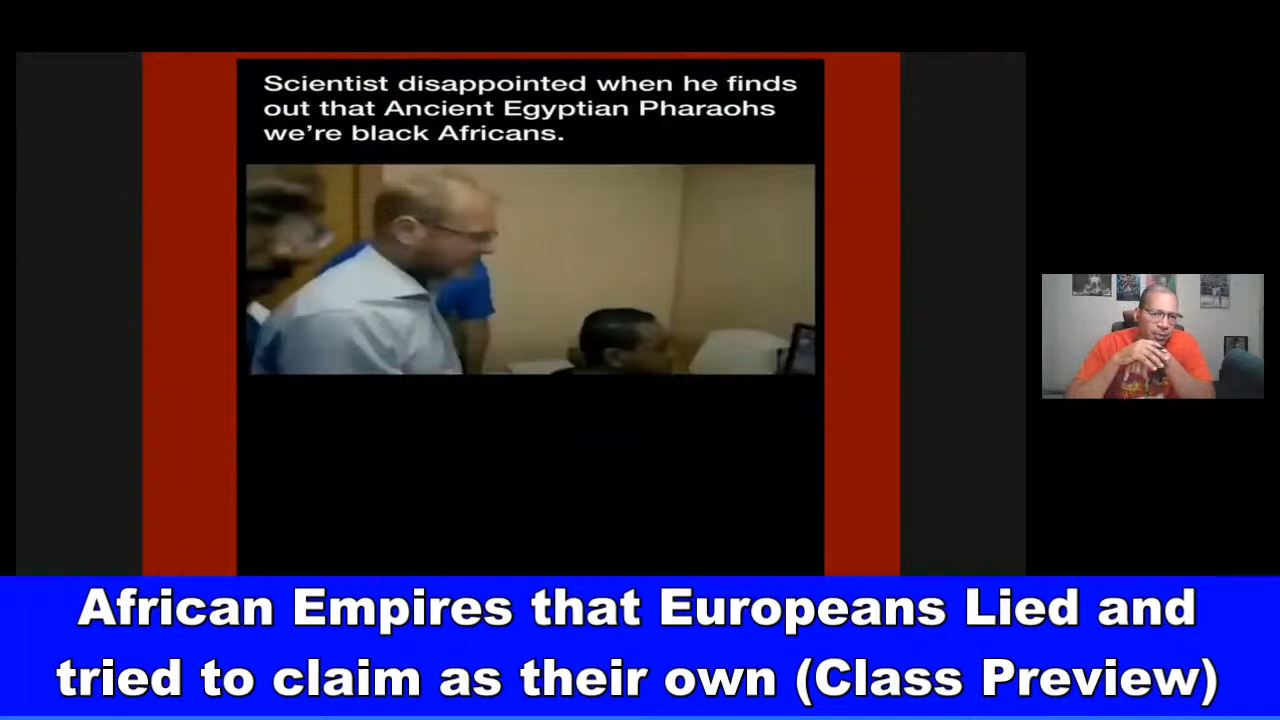 Scientist disappointed when he finds
out that Ancient Egyptian Pharaohs
we're black Africans.
African Empires that Europeans Lied and
tried to claim as their own (Class Preview)